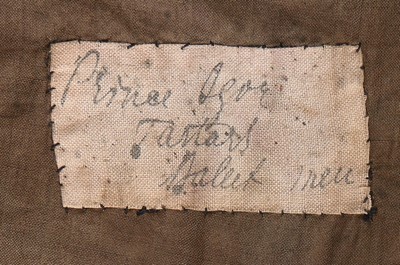 Prince Igor
Tartars
Ballet men